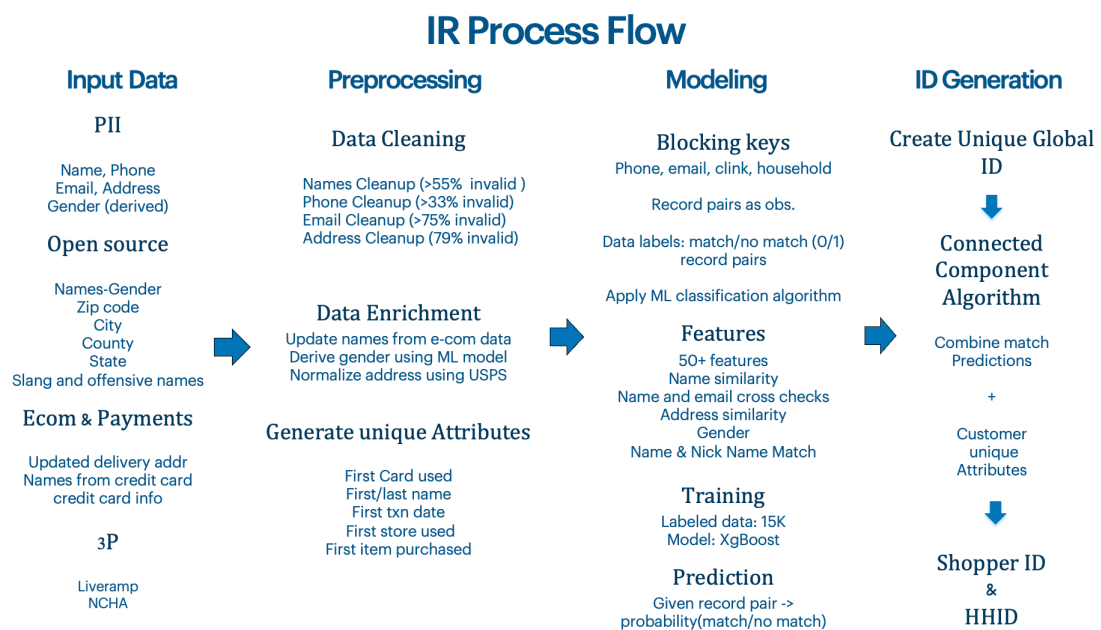 IR Process Flow
Input Data
PII
Name, Phone
Email, Address
Gender (derived)
Open source
Names-Gender
Zip code
City
County
State
Slang and offensive names
Ecom & Payments
Updated delivery addr
Names from credit card
credit card info
3P
Liveramp
NCHA
Preprocessing
Data Cleaning
Names Cleanup (>55% invalid )
Phone Cleanup (>33% invalid)
Email Cleanup (>75% invalid)
Address Cleanup (79% invalid)
Data Enrichment
Update names from e-com data
Derive gender using ML model
Normalize address using USPS
Generate unique Attributes
First Card used
First/last name
First txn date
First store used
First item purchased
Modeling
Blocking keys
Phone, email, clink, household
Record pairs as obs.
Data labels: match/no match (0/1)
record pairs
Apply ML classification algorithm
Features
50+ features
Name similarity
Name and email cross checks
Address similarity
Gender
Name & Nick Name Match
Training
Labeled data: 15K
Model: XgBoost
Prediction
Given record pair ->
probability(match/no match)
ID Generation
Create Unique Global
ID
Connected
Component
Algorithm
Combine match
Predictions
+
Customer
unique
Attributes
Shopper ID
&
HHID